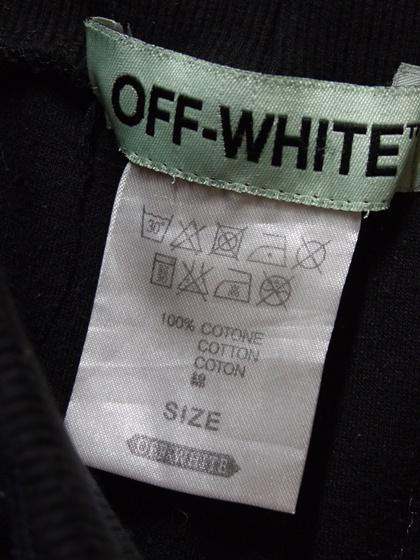 OFF-WHITE™
30°
100% COTONE
COTTON
COTON
棉
SIZE
OFF-WHITE